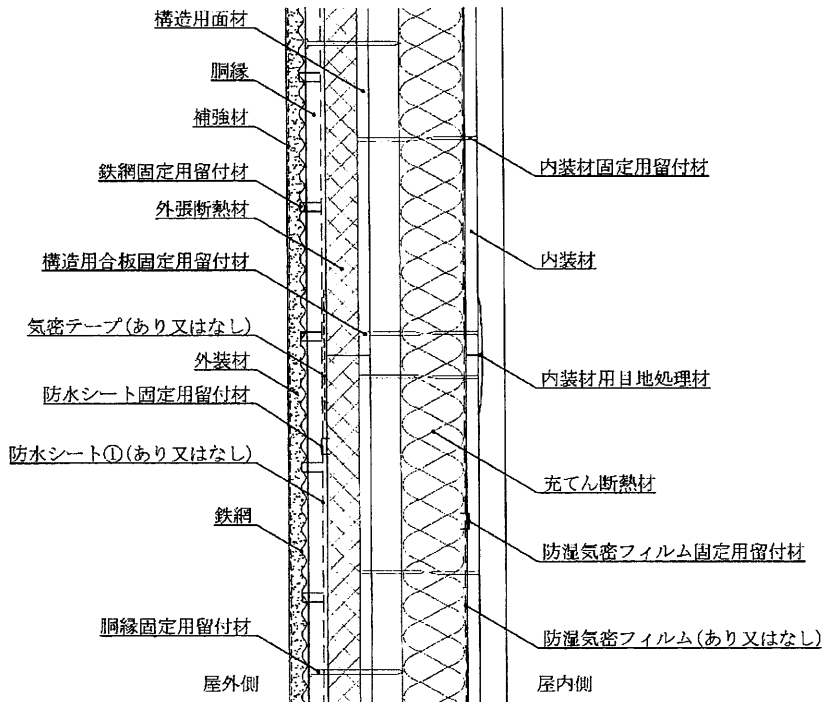 構造用面材
胴縁
補強材
鉄網固定用留付材
外張断熱材
構造用合板固定用留付材
気密テープ(あり又はなし)
外装材
防水シート固定用留付材
防水シート①(あり又はなし)
鉄網
胴縁固定用留付材
屋外側
内装材固定用留付材
内装材
内装材用目地処理材
充てん断熱材
防湿気密フィルム固定用留付材
防湿気密フィルム(あり又はなし)
屋内側